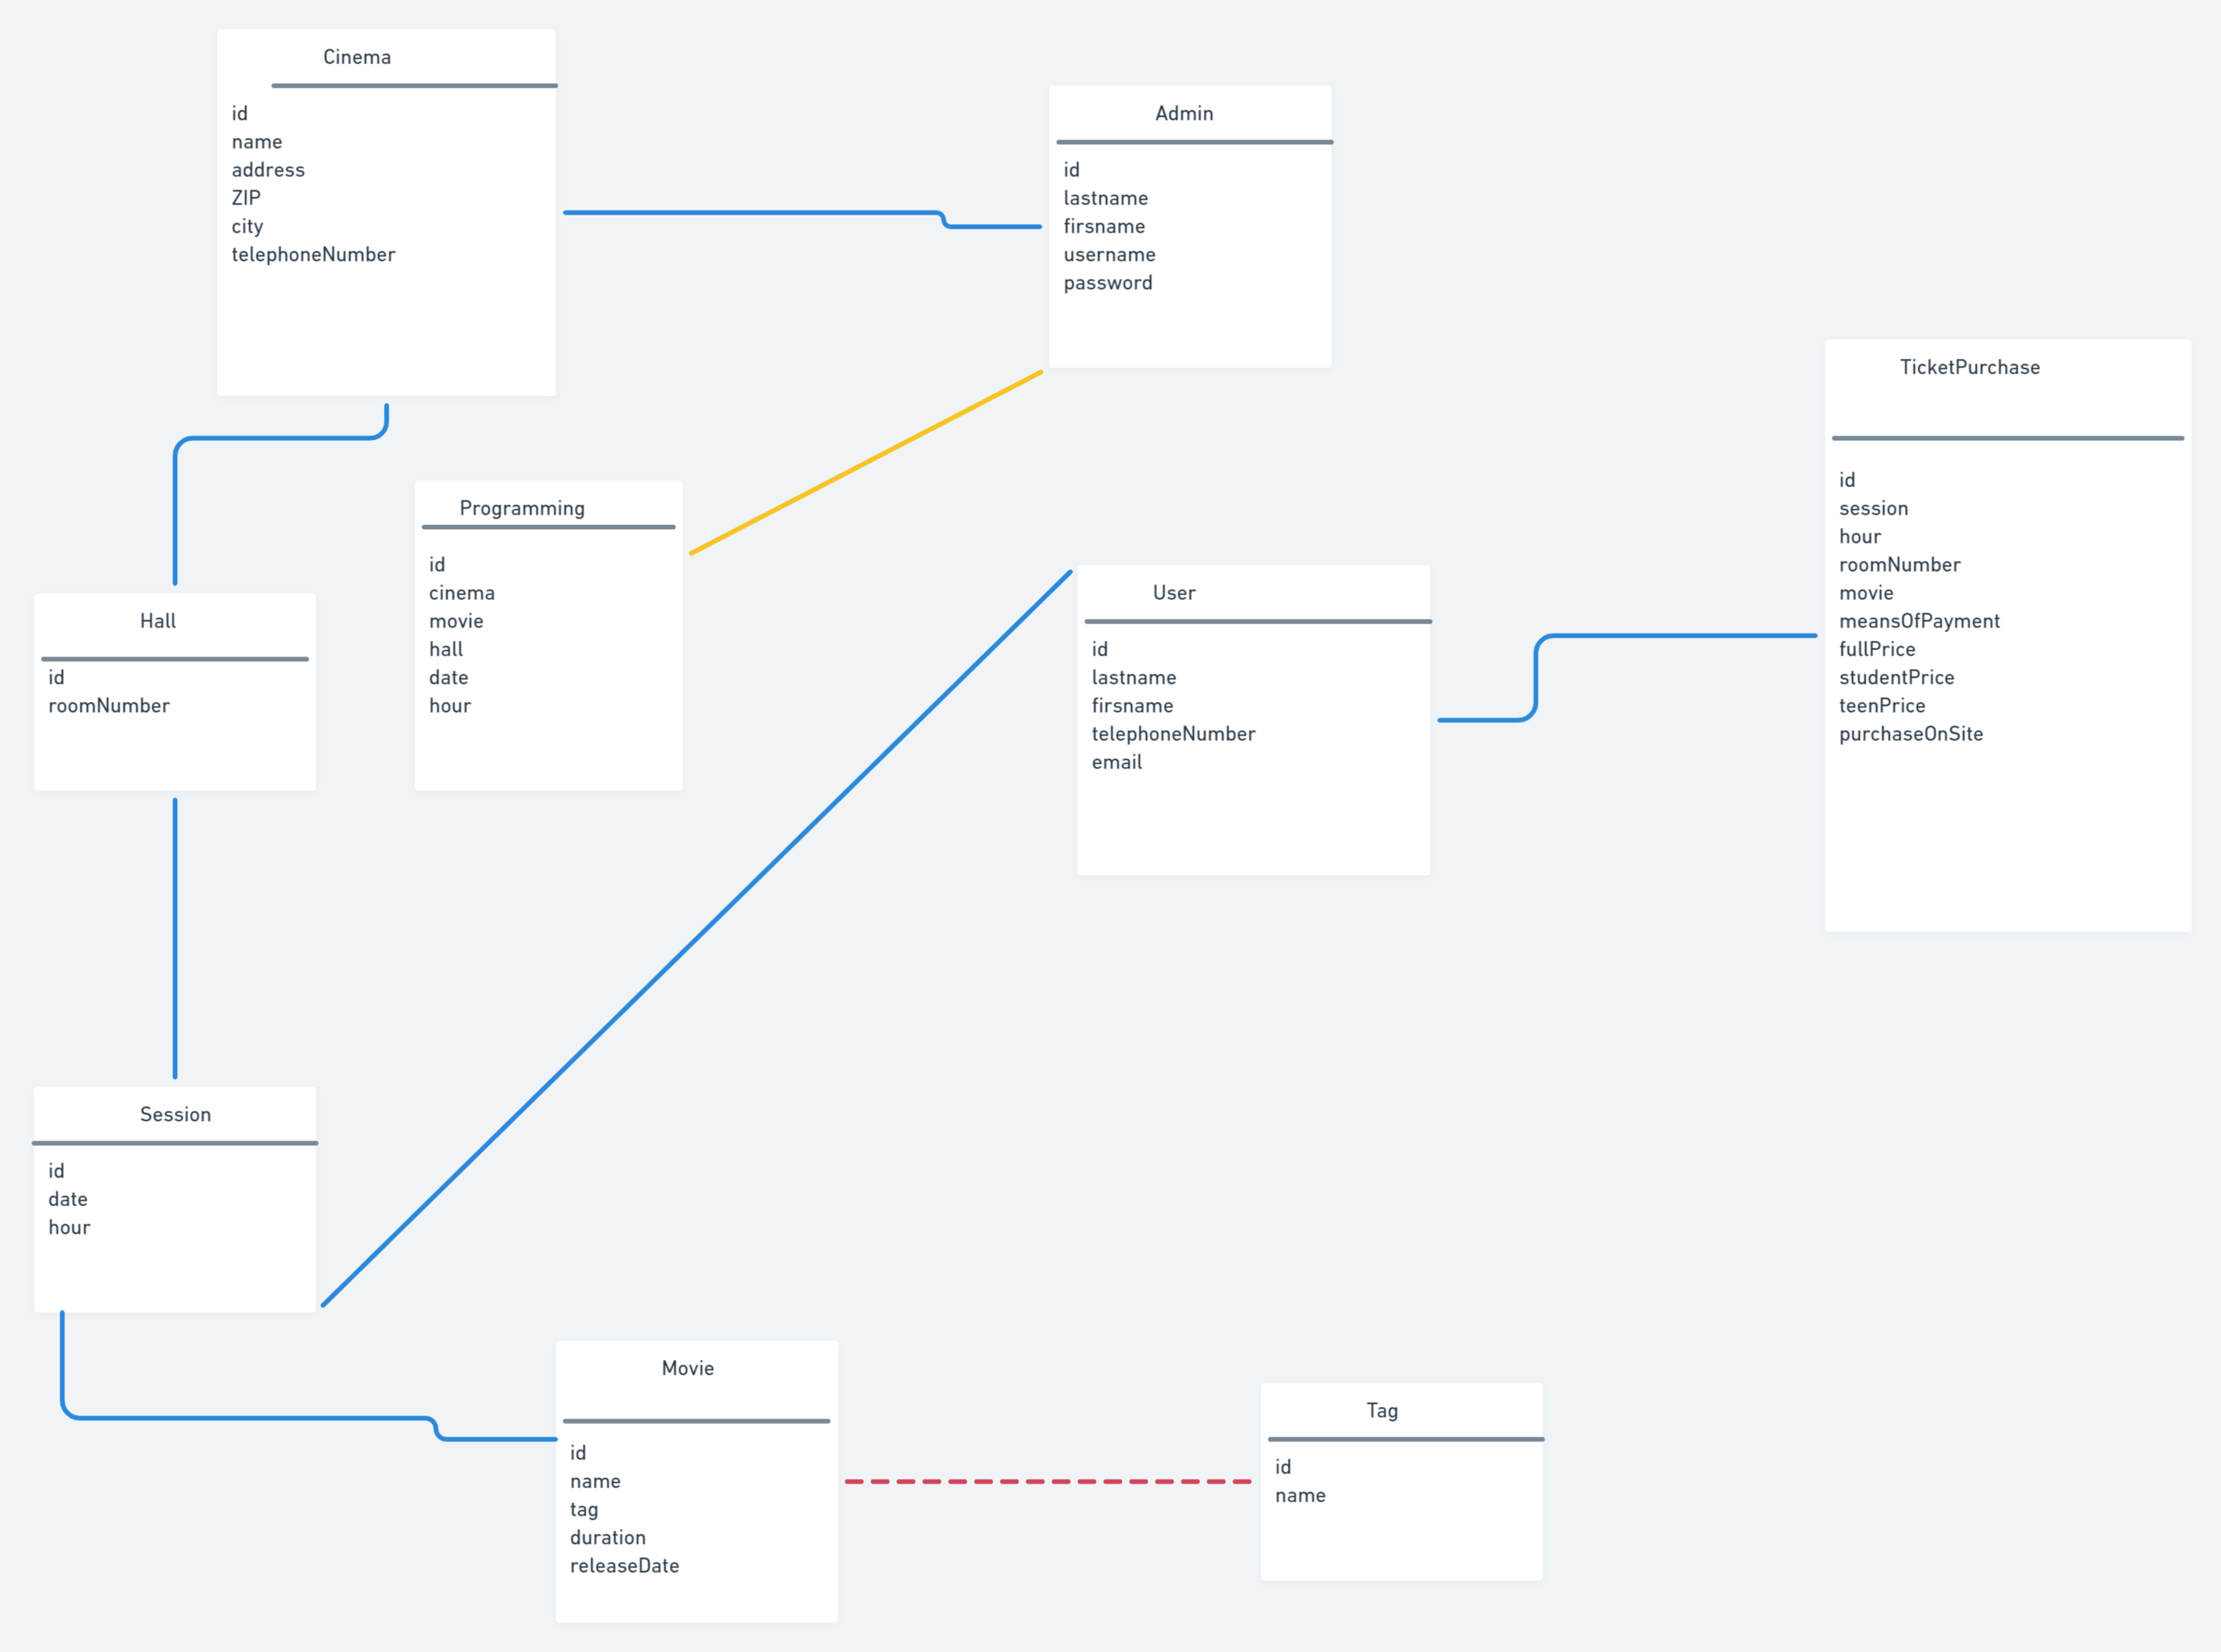 Cinema
id
name
address
ZIP
city
telephoneNumber
Admin
id
lastname
firsname
username
password
TicketPurchase
id
session
hour
roomNumber
movie
meansOfPayment
fullPrice
studentPrice
teenPrice
purchaseOnSite
Programming
id
cinema
movie
hall
date
hour
User
id
lastname
firsname
telephoneNumber
email
Hall
id
roomNumber
Session
id
date
hour
Movie
id
name
tag
duration
releaseDate
Tag
id
name